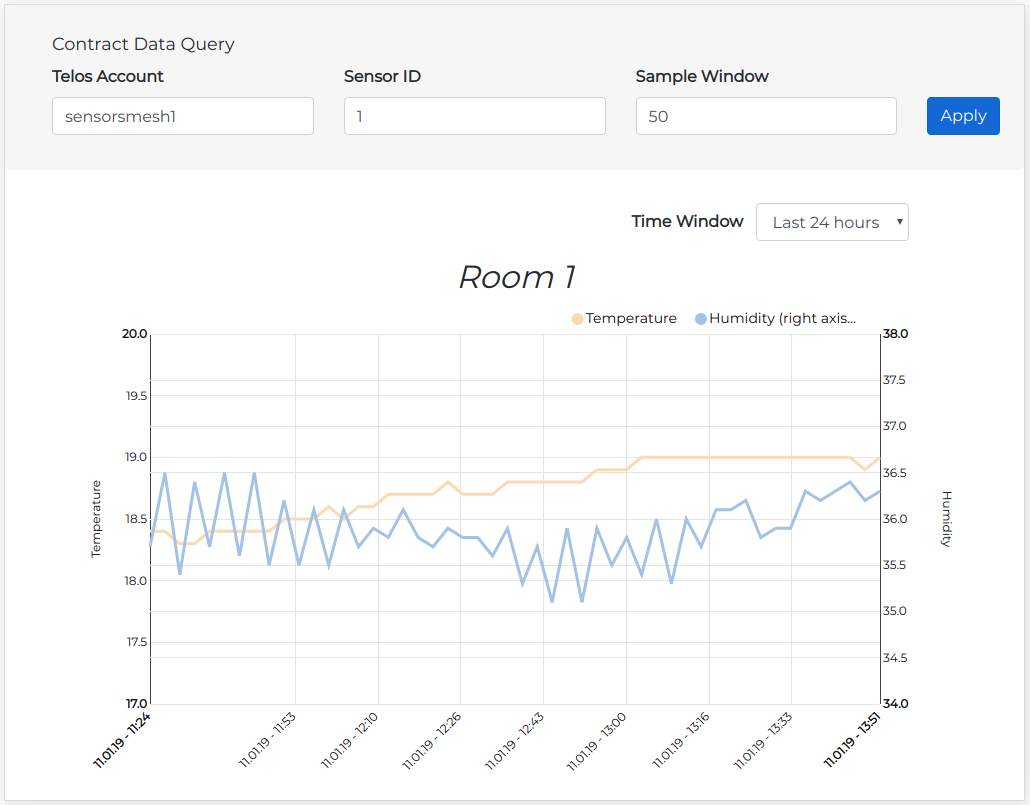 Contract Data Query
Telos Account Sensor ID Sample Window
sensorsmesh1 1 50 Apply
Time Window Last 24 hours
Room 1
Temperature Humidity (right axis...
20.0 38.0
37.5
19.5
37.0
19.0
36.5
18.5 36.0
Temperature Humidity
35.5
18.0
35.0
17.5
34.5
17.0 34.0
11.01.19 - 11:24 11.01.19 - 11:53 11.01.19 - 12:10 11.01.19 - 12:26 11.01.19 - 12:43 11.01.19 - 13:00 11.01.19 - 13:16 11.01.19 - 13:33 11.01.19 - 13:51